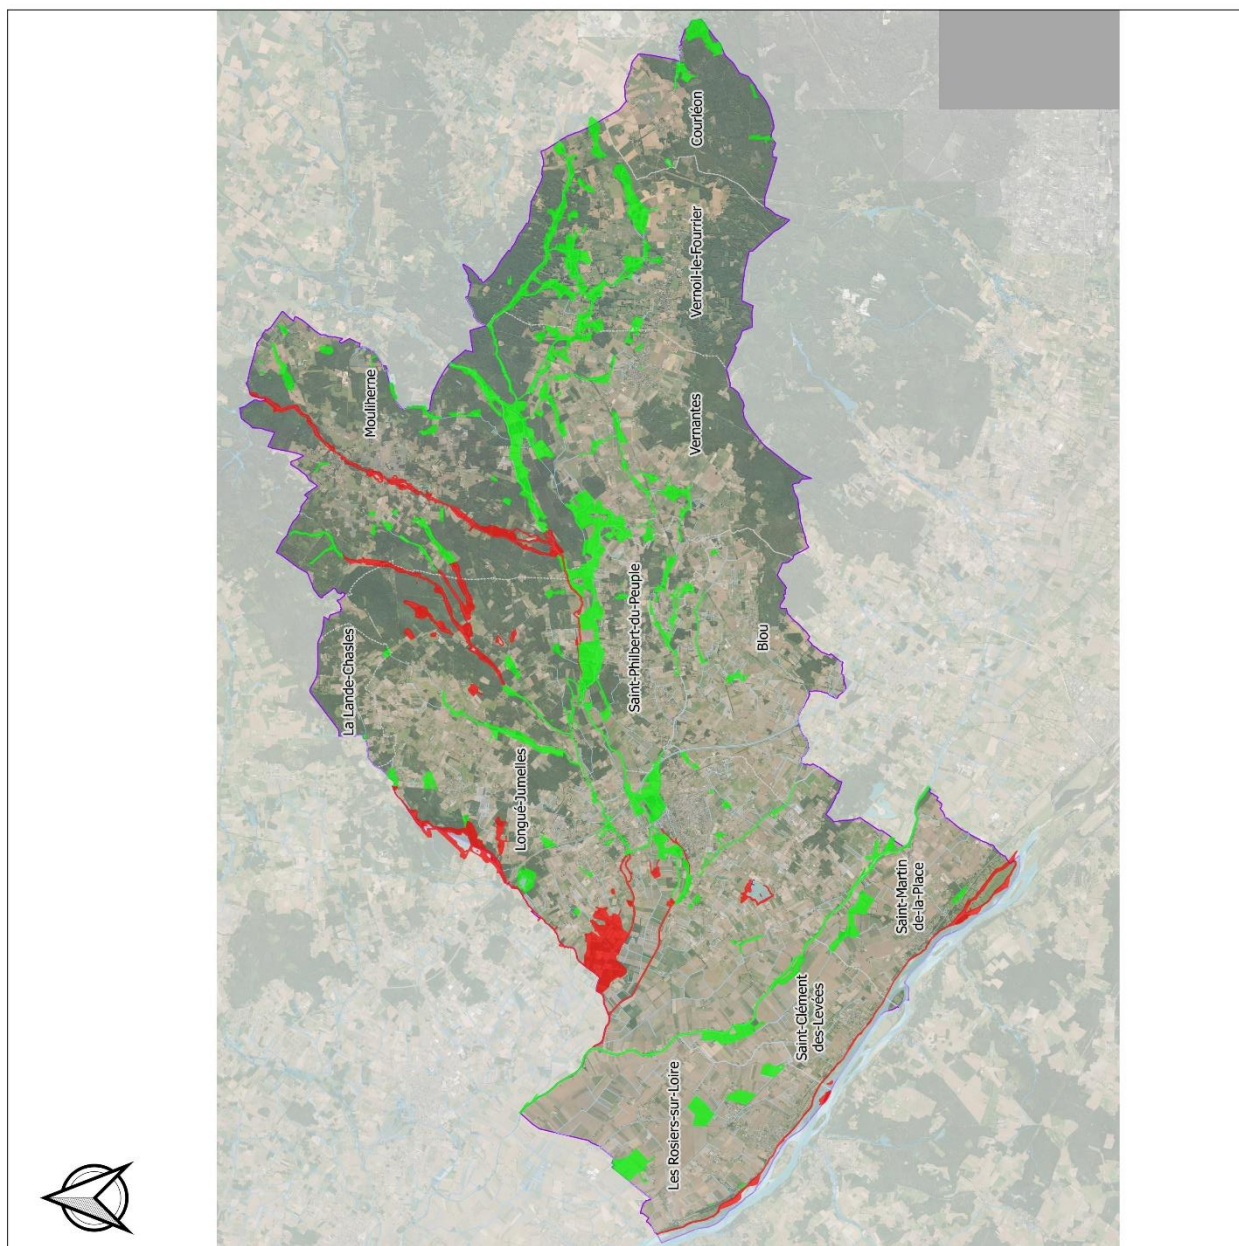 Courléon
Vernoil-le-Fourrier
Mouliherne
Vernantes
La Lande-Chasles
Saint-Philbert-du-Peuple
Blou
Longué-Jumelles
Saint-Martin
de-la-Place
Saint-Clément
des-Levées
Les Rosiers-sur-Loire